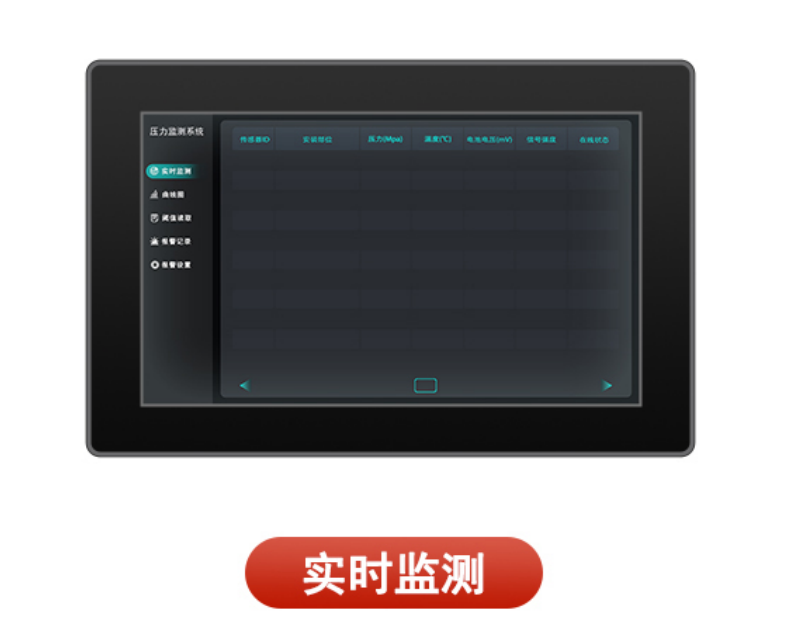 压力监测系统
传感器ID 安装部位 压力(Mpa) 温度(℃) 电池电压(mV) 信号强度 在线状态
实时监测
曲线图
阈值读取
报警记录
报警设置
实时监测